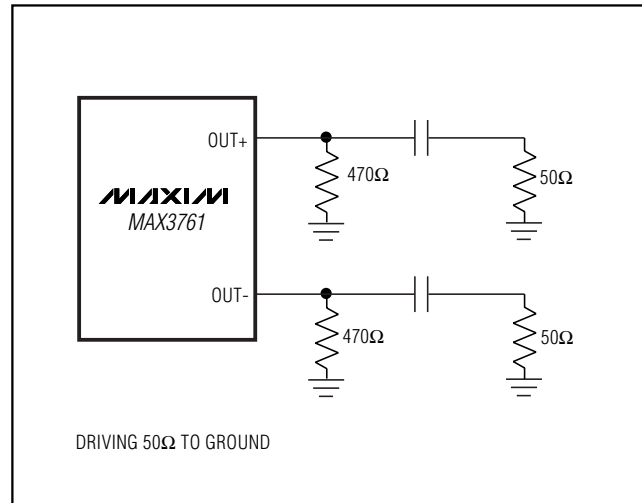 OUT+
470Ω
50Ω
MAXIM
MAX3761
OUT-
470Ω
50Ω
DRIVING 50Ω TO GROUND